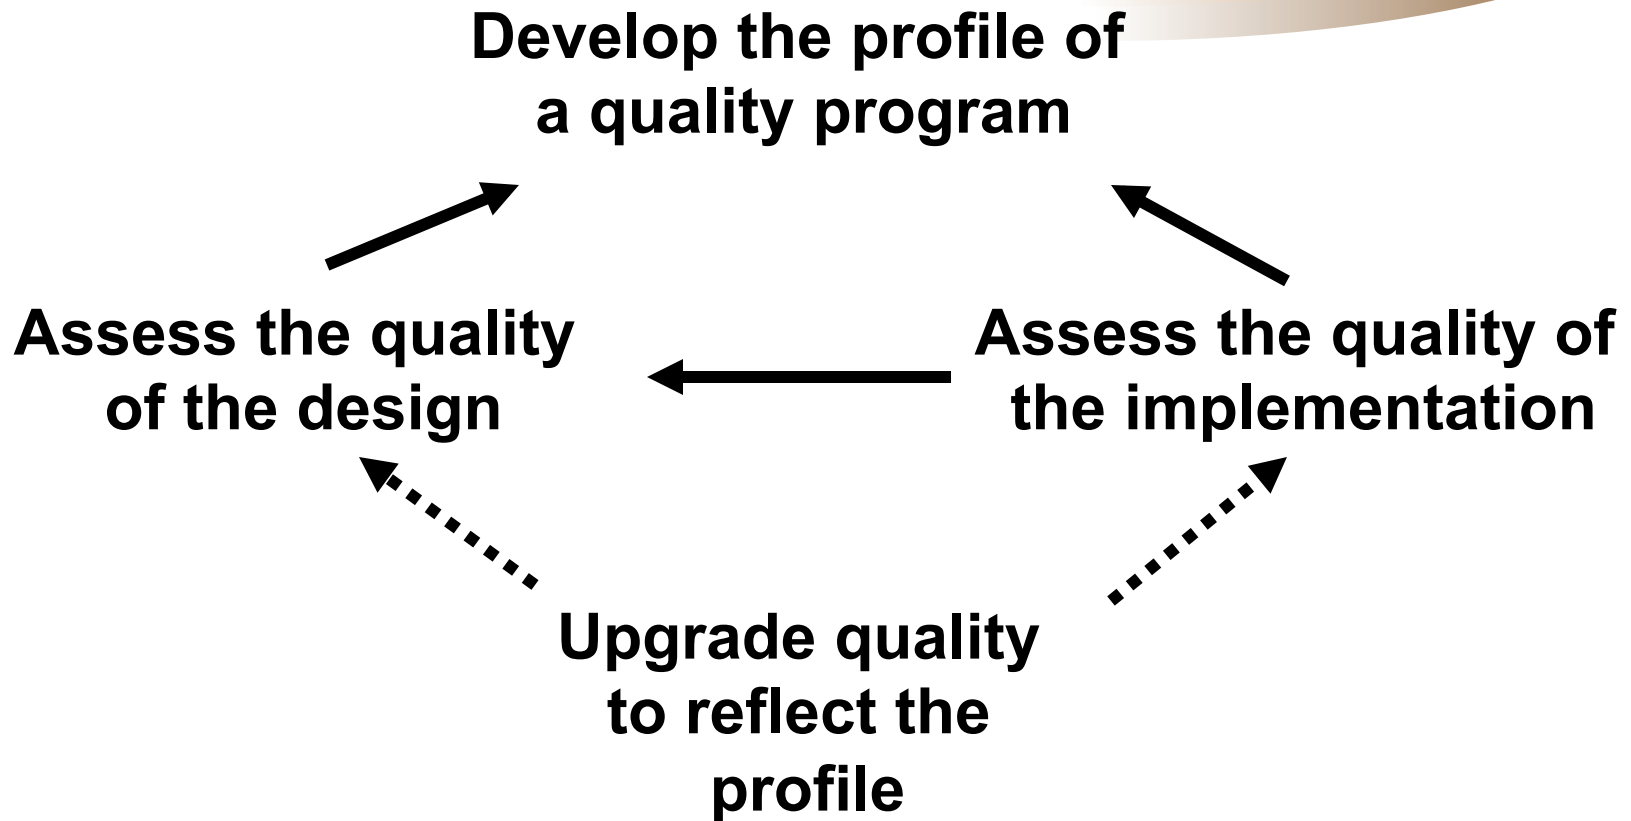 Develop the profile of
a quality program
Assess the quality
of the design
Assess the quality of
the implementation
Upgrade quality
to reflect the
profile